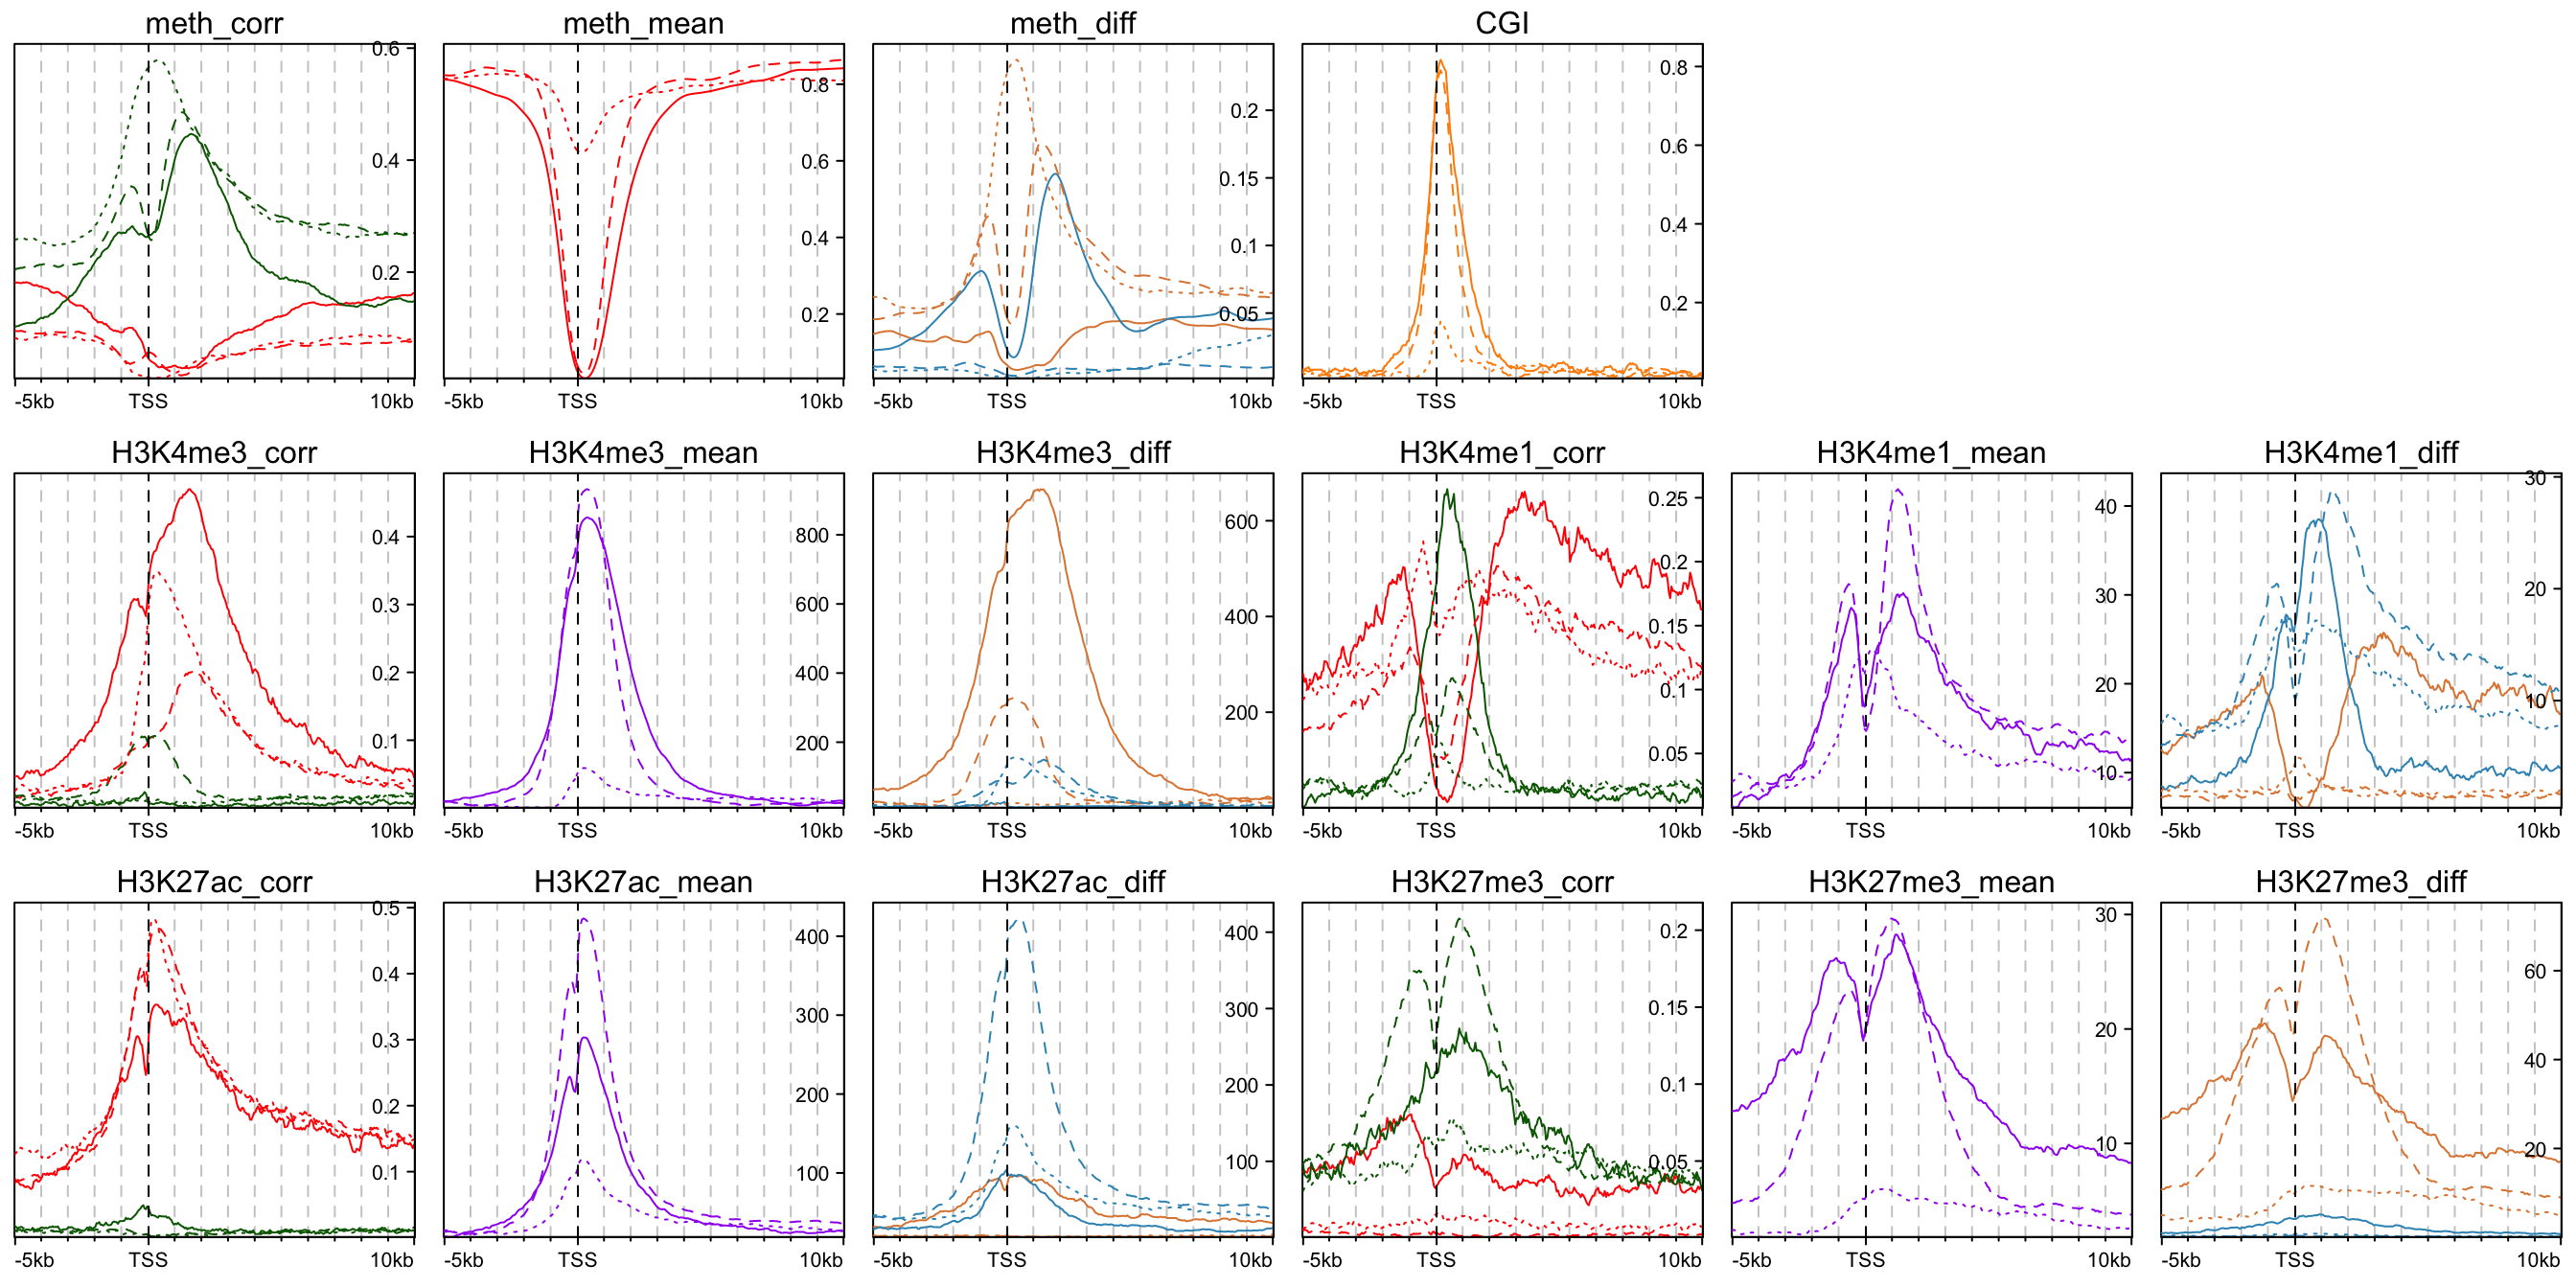 meth_corr
0.6
0.4
0.2
-5kb TSS 10kb
meth_mean
0.8
0.6
0.4
0.2
-5kb TSS 10kb
meth_diff
0.2
0.15
0.1
0.05
-5kb TSS 10kb
CGI
0.8
0.6
0.4
0.2
-5kb TSS 10kb
H3K4me3_corr
0.4
0.3
0.2
0.1
-5kb TSS 10kb
H3K4me3_mean
800
600
400
200
-5kb TSS 10kb
H3K4me3_diff
600
400
200
-5kb TSS 10kb
H3K4me1_corr
0.25
0.2
0.15
0.1
0.05
-5kb TSS 10kb
H3K4me1_mean
40
30
20
10
-5kb TSS 10kb
H3K4me1_diff
30
20
10
-5kb TSS 10kb
H3K27ac_corr
0.5
0.4
0.3
0.2
0.1
-5kb TSS 10kb
H3K27ac_mean
400
300
200
100
-5kb TSS 10kb
H3K27ac_diff
400
300
200
100
-5kb TSS 10kb
H3K27me3_corr
0.2
0.15
0.1
0.05
-5kb TSS 10kb
H3K27me3_mean
30
20
10
-5kb TSS 10kb
H3K27me3_diff
60
40
20
-5kb TSS 10kb